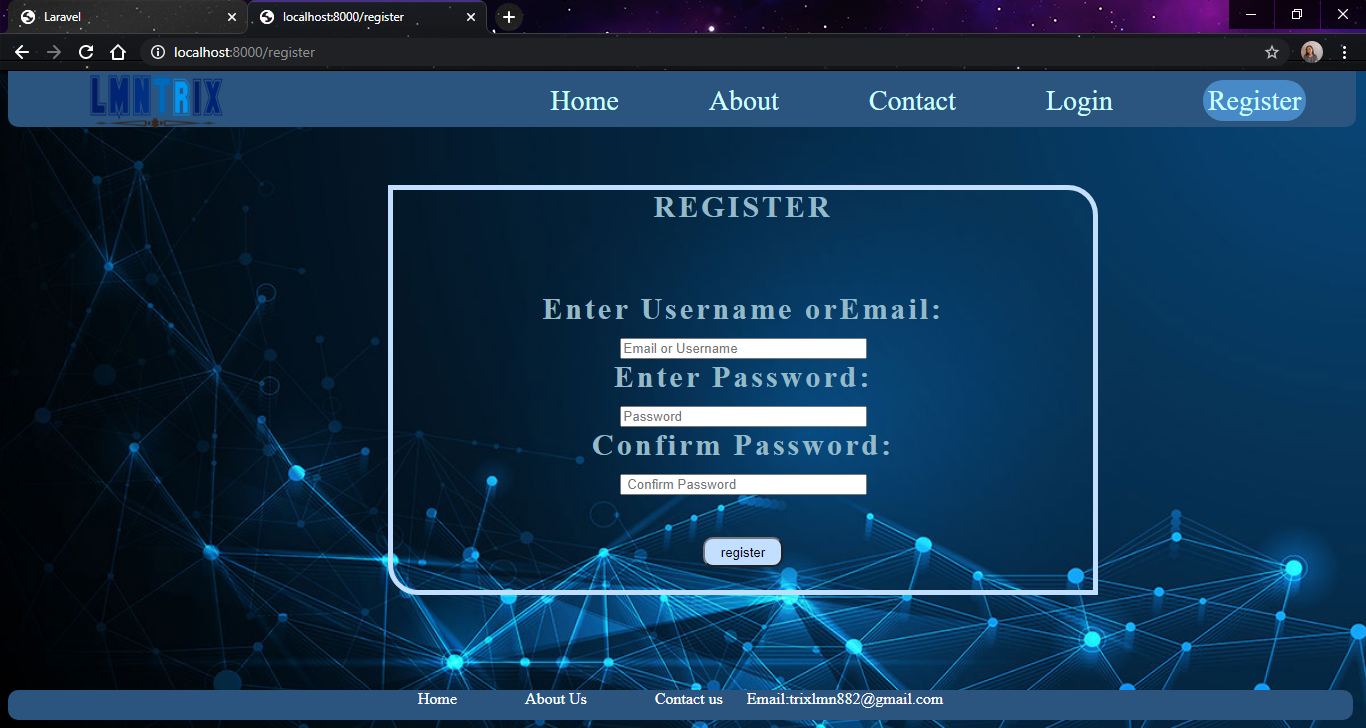 Laravel
localhost:8000/register
localhost:8000/register
LMNTRIX
Home About Contact Login Register
REGISTER
Enter Username orEmail:
Email or Username
Enter Password:
Password
Confirm Password:
Confirm Password
register
Home About Us Contact us Email:trixlmn882@gmail.com